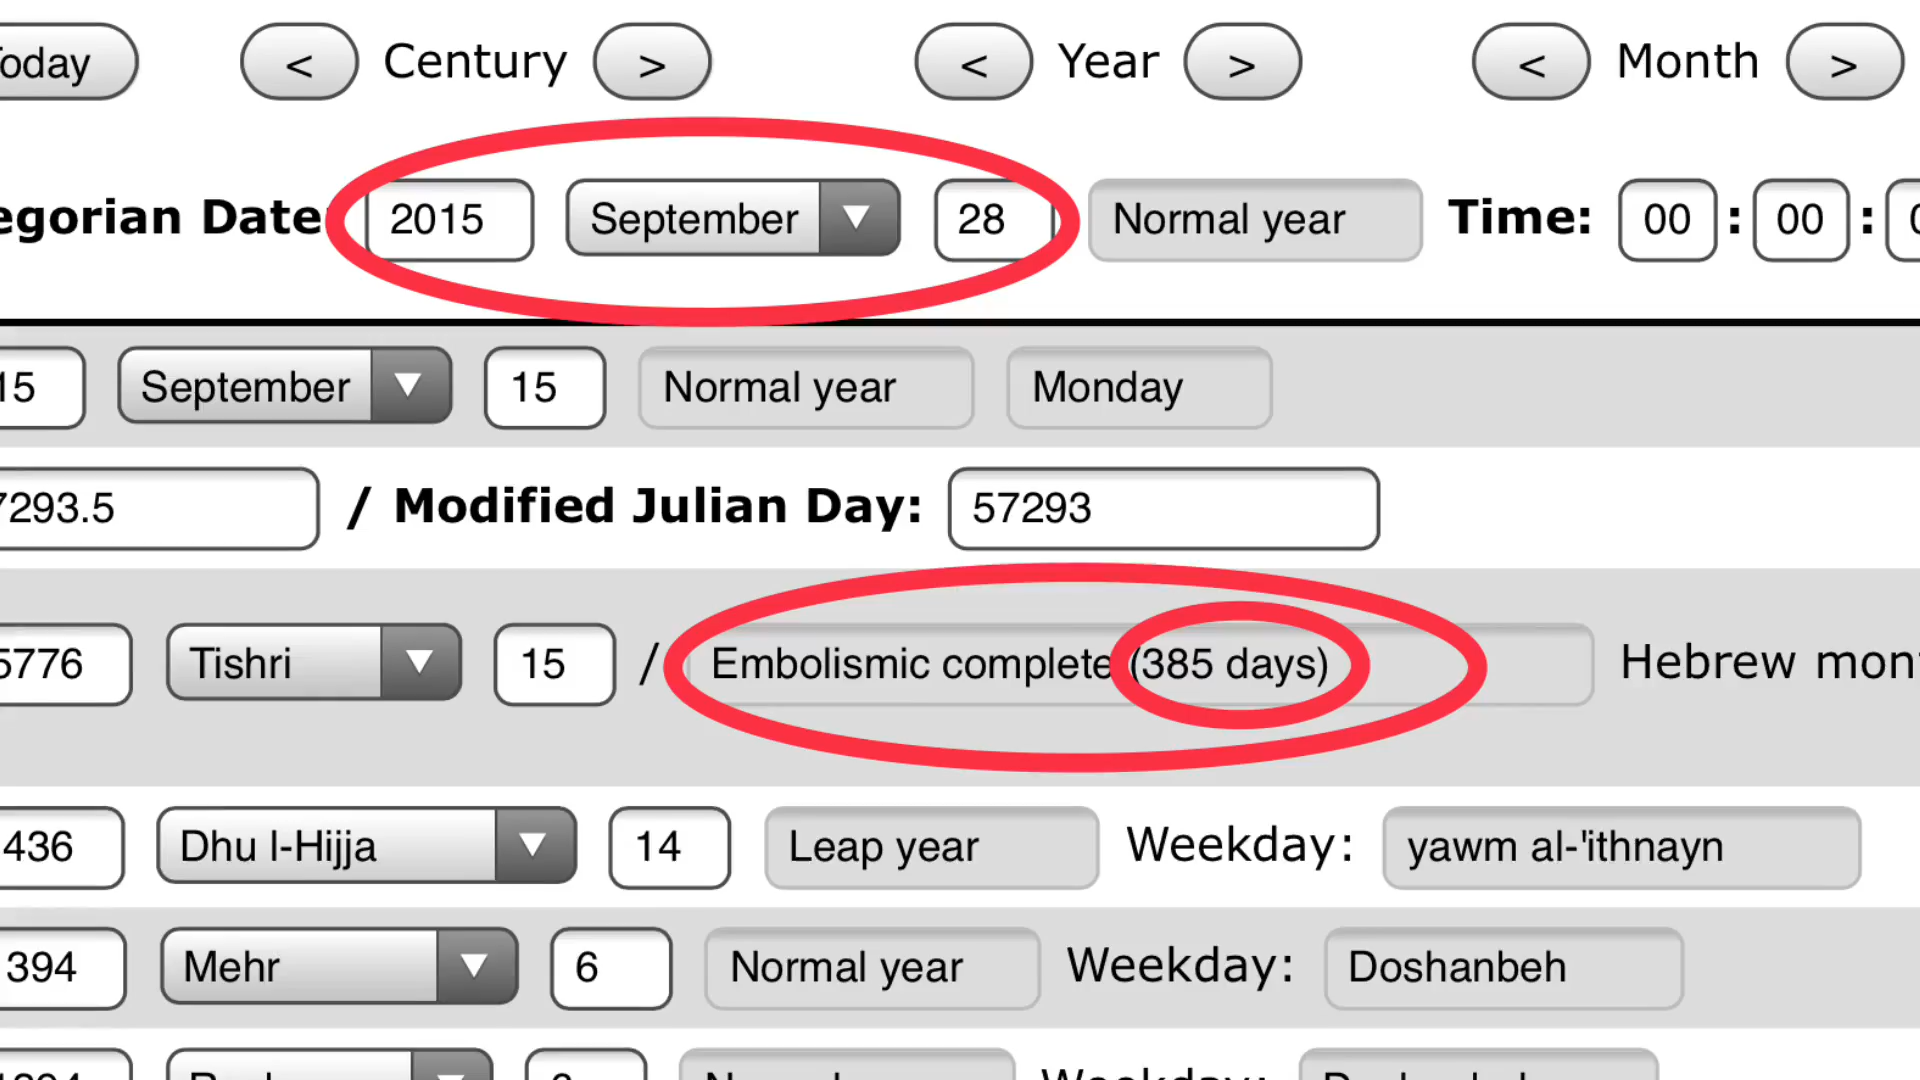 oday < Century > < Year > < Month >
egorian Date: 2015 September 28 Normal year Time: 00 : 00 : 0
15 September 15 Normal year Monday
7293.5 / Modified Julian Day: 57293
5776 Tishri 15 / Embolismic complete (385 days) Hebrew mon
436 Dhu l-Hijja 14 Leap year Weekday: yawm al-'ithnayn
394 Mehr 6 Normal year Weekday: Doshanbeh
Weekday: